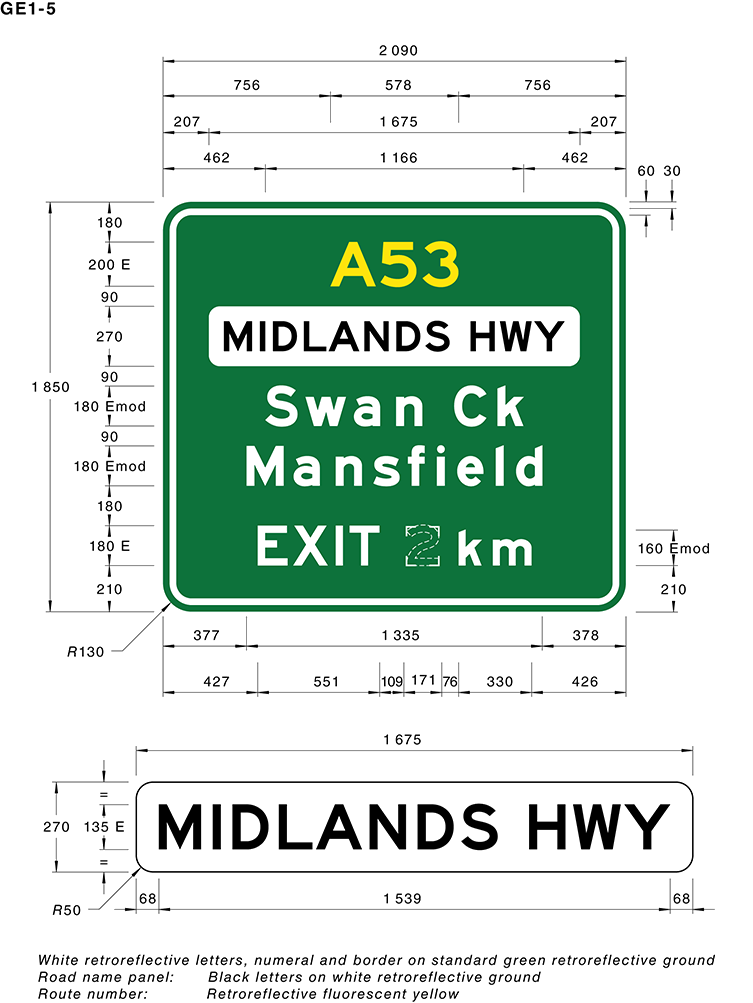 GE1-5
2 090
756 578 756
207 1 675 207
462 1 166 462
60 30
180
200 E
90
270
90
1 850
180 Emod
90
180 Emod
180
180 E
210
A53
MIDLANDS HWY
Swan Ck
Mansfield
EXIT 2 km
160 Emod
210
R130
377 1 335 378
427 551 109 171 76 330 426
1 675
270
=
135 E
=
MIDLANDS HWY
R50
68 1 539 68
White retroreflective letters, numeral and border on standard green retroreflective ground
Road name panel: Black letters on white retroreflective ground
Route number: Retroreflective fluorescent yellow